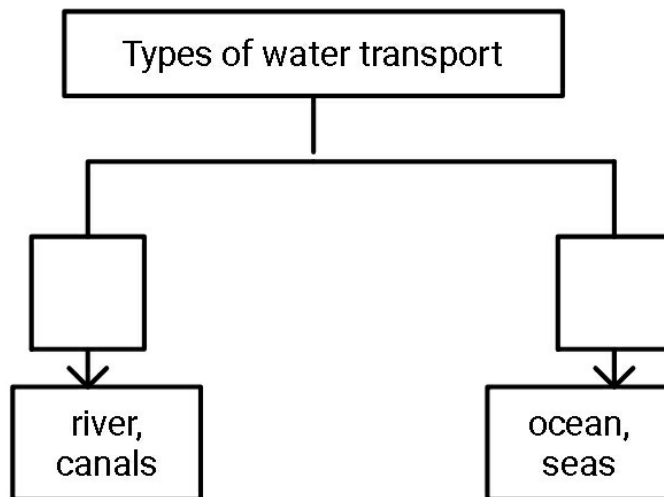 Types of water transport
river,
canals
ocean,
seas